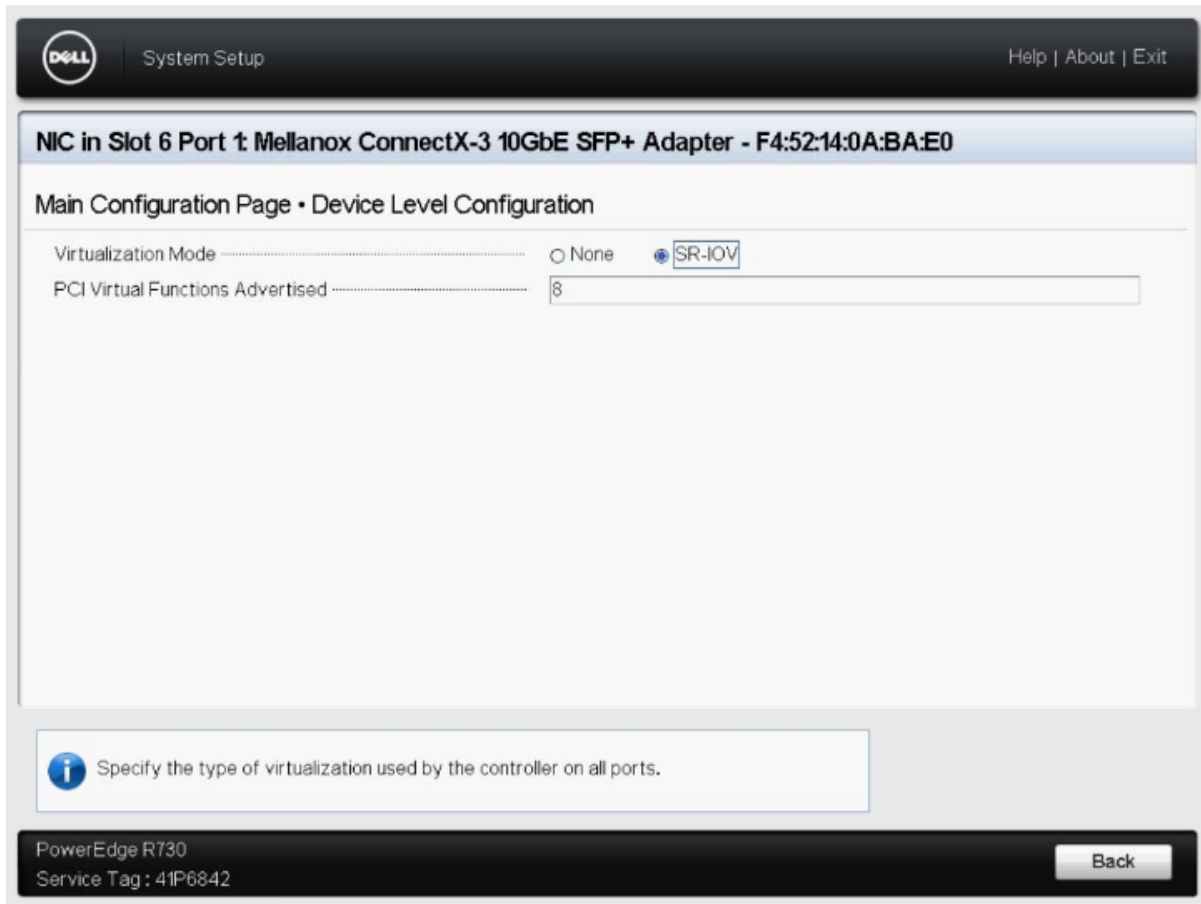 DELL System Setup Help | About | Exit
NIC in Slot 6 Port 1: Mellanox ConnectX-3 10GbE SFP+ Adapter - F4:52:14:0A:BA:E0
Main Configuration Page • Device Level Configuration
Virtualization Mode None SR-IOV
PCI Virtual Functions Advertised 8
Specify the type of virtualization used by the controller on all ports.
PowerEdge R730
Service Tag : 41P6842
Back